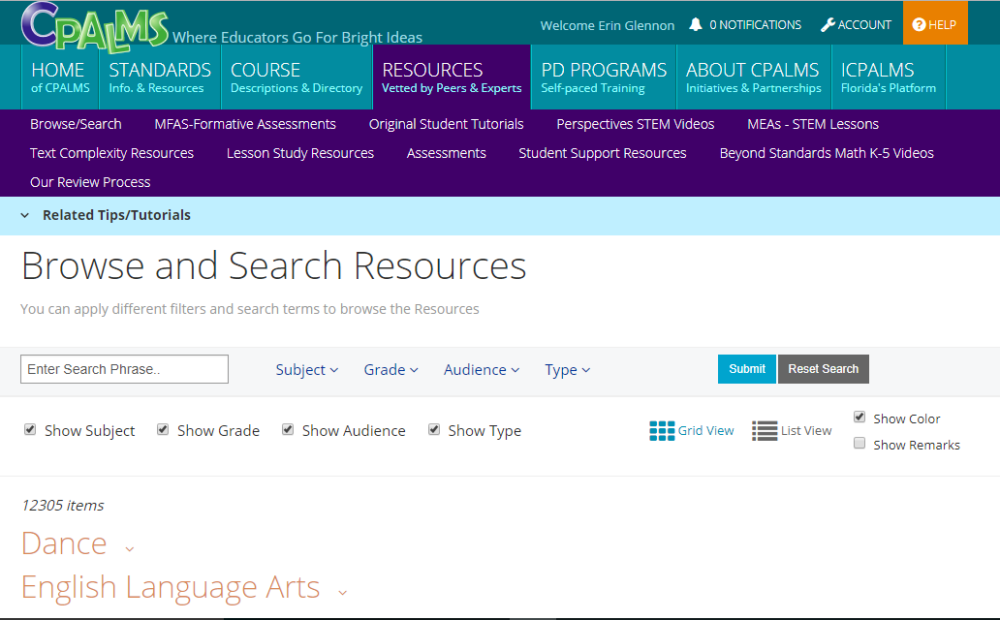 CPALMS Where Educators Go For Bright Ideas
Welcome Erin Glennon 0 NOTIFICATIONS ACCOUNT ? HELP
HOME STANDARDS COURSE RESOURCES PD PROGRAMS ABOUT CPALMS ICPALMS
of CPALMS Info. & Resources Descriptions & Directory Vetted by Peers & Experts Self-paced Training Initiatives & Partnerships Florida's Platform
Browse/Search MFAS-Formative Assessments Original Student Tutorials Perspectives STEM Videos MEAs - STEM Lessons
Text Complexity Resources Lesson Study Resources Assessments Student Support Resources Beyond Standards Math K-5 Videos
Our Review Process
Related Tips/Tutorials
Browse and Search Resources
You can apply different filters and search terms to browse the Resources
Enter Search Phrase.. Subject Grade Audience Type Submit Reset Search
Show Subject Show Grade Show Audience Show Type Grid View List View Show Color
Show Remarks
12305 items
Dance
English Language Arts